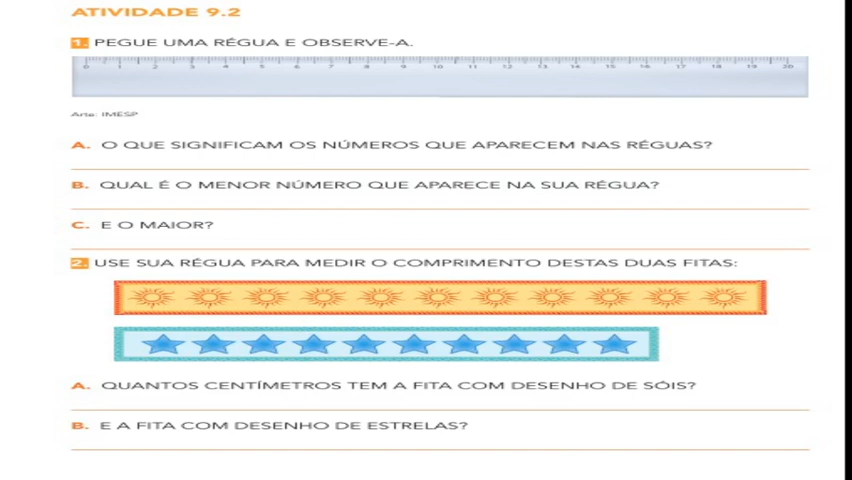 ATIVIDADE 9.2
1. PEGUE UMA RÉGUA E OBSERVE-A.
0 1 2 3 4 5 6 7 8 9 10 11 12 13 14 15 16 17 18 19 20
Arte: IMESP
A. O QUE SIGNIFICAM OS NÚMEROS QUE APARECEM NAS RÉGUAS?
B. QUAL É O MENOR NÚMERO QUE APARECE NA SUA RÉGUA?
C. E O MAIOR?
2. USE SUA RÉGUA PARA MEDIR O COMPRIMENTO DESTAS DUAS FITAS:
A. QUANTOS CENTÍMETROS TEM A FITA COM DESENHO DE SÓIS?
B. E A FITA COM DESENHO DE ESTRELAS?